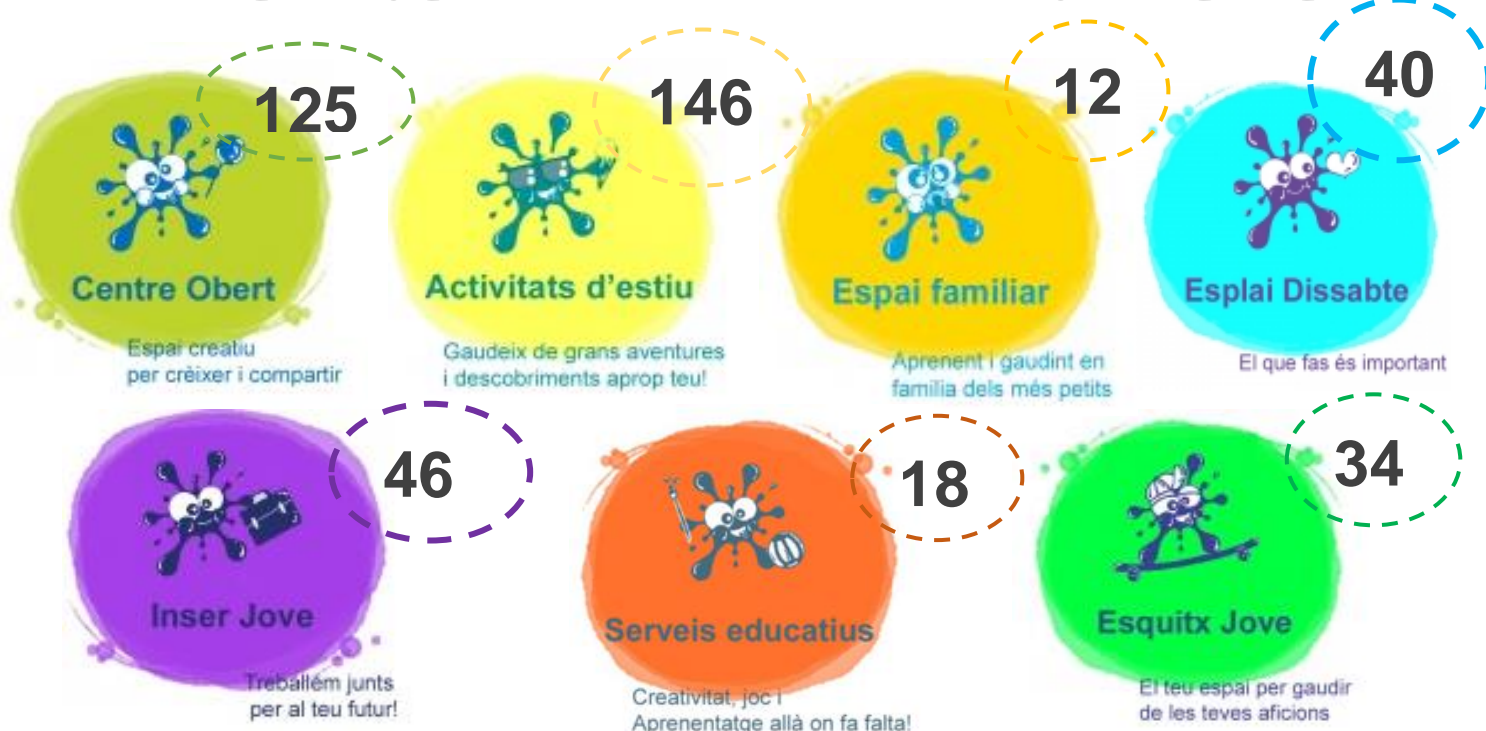 125
Centre Obert
Espai creatiu
per crèixer i compartir
146
Activitats d'estiu
Gaudeix de grans aventures
i descobriments aprop teu!
12
Espai familiar
Aprenent i gaudint en
família dels més petits
40
Esplai Dissabte
El que fas és important
46
Inser Jove
Treballém junts
per al teu futur!
18
Serveis educatius
Creativitat, joc i
Aprenentatge allà on fa falta!
34
Esquitx Jove
El teu espai per gaudir
de les teves aficions